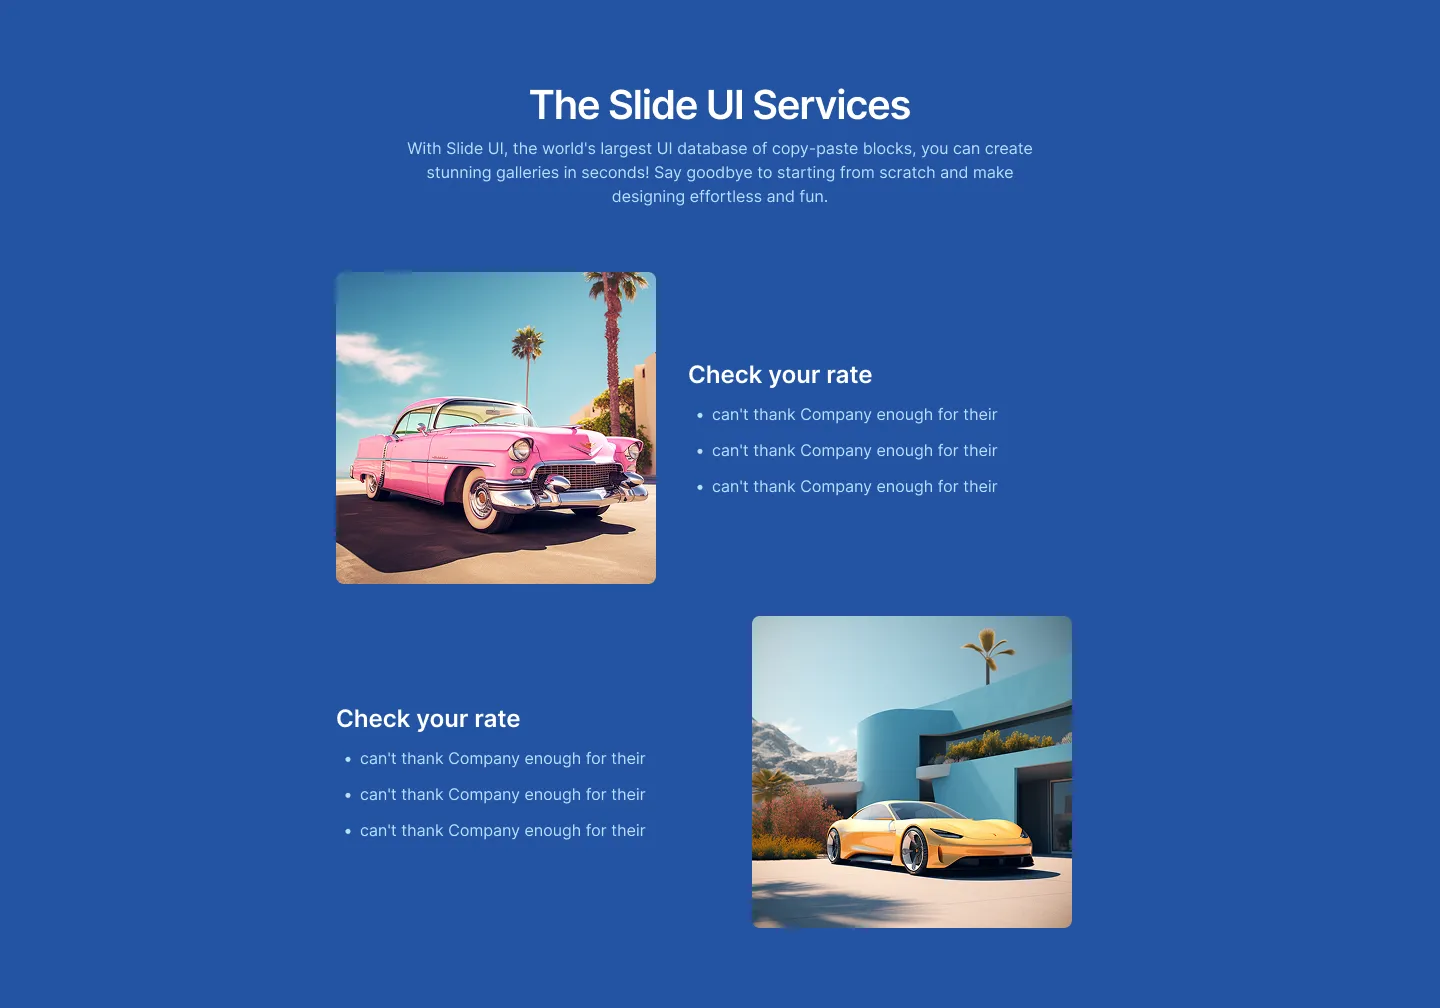 The Slide UI Services
With Slide UI, the world's largest UI database of copy-paste blocks, you can create
stunning galleries in seconds! Say goodbye to starting from scratch and make
designing effortless and fun.
Check your rate
• can't thank Company enough for their
• can't thank Company enough for their
• can't thank Company enough for their
Check your rate
• can't thank Company enough for their
• can't thank Company enough for their
• can't thank Company enough for their